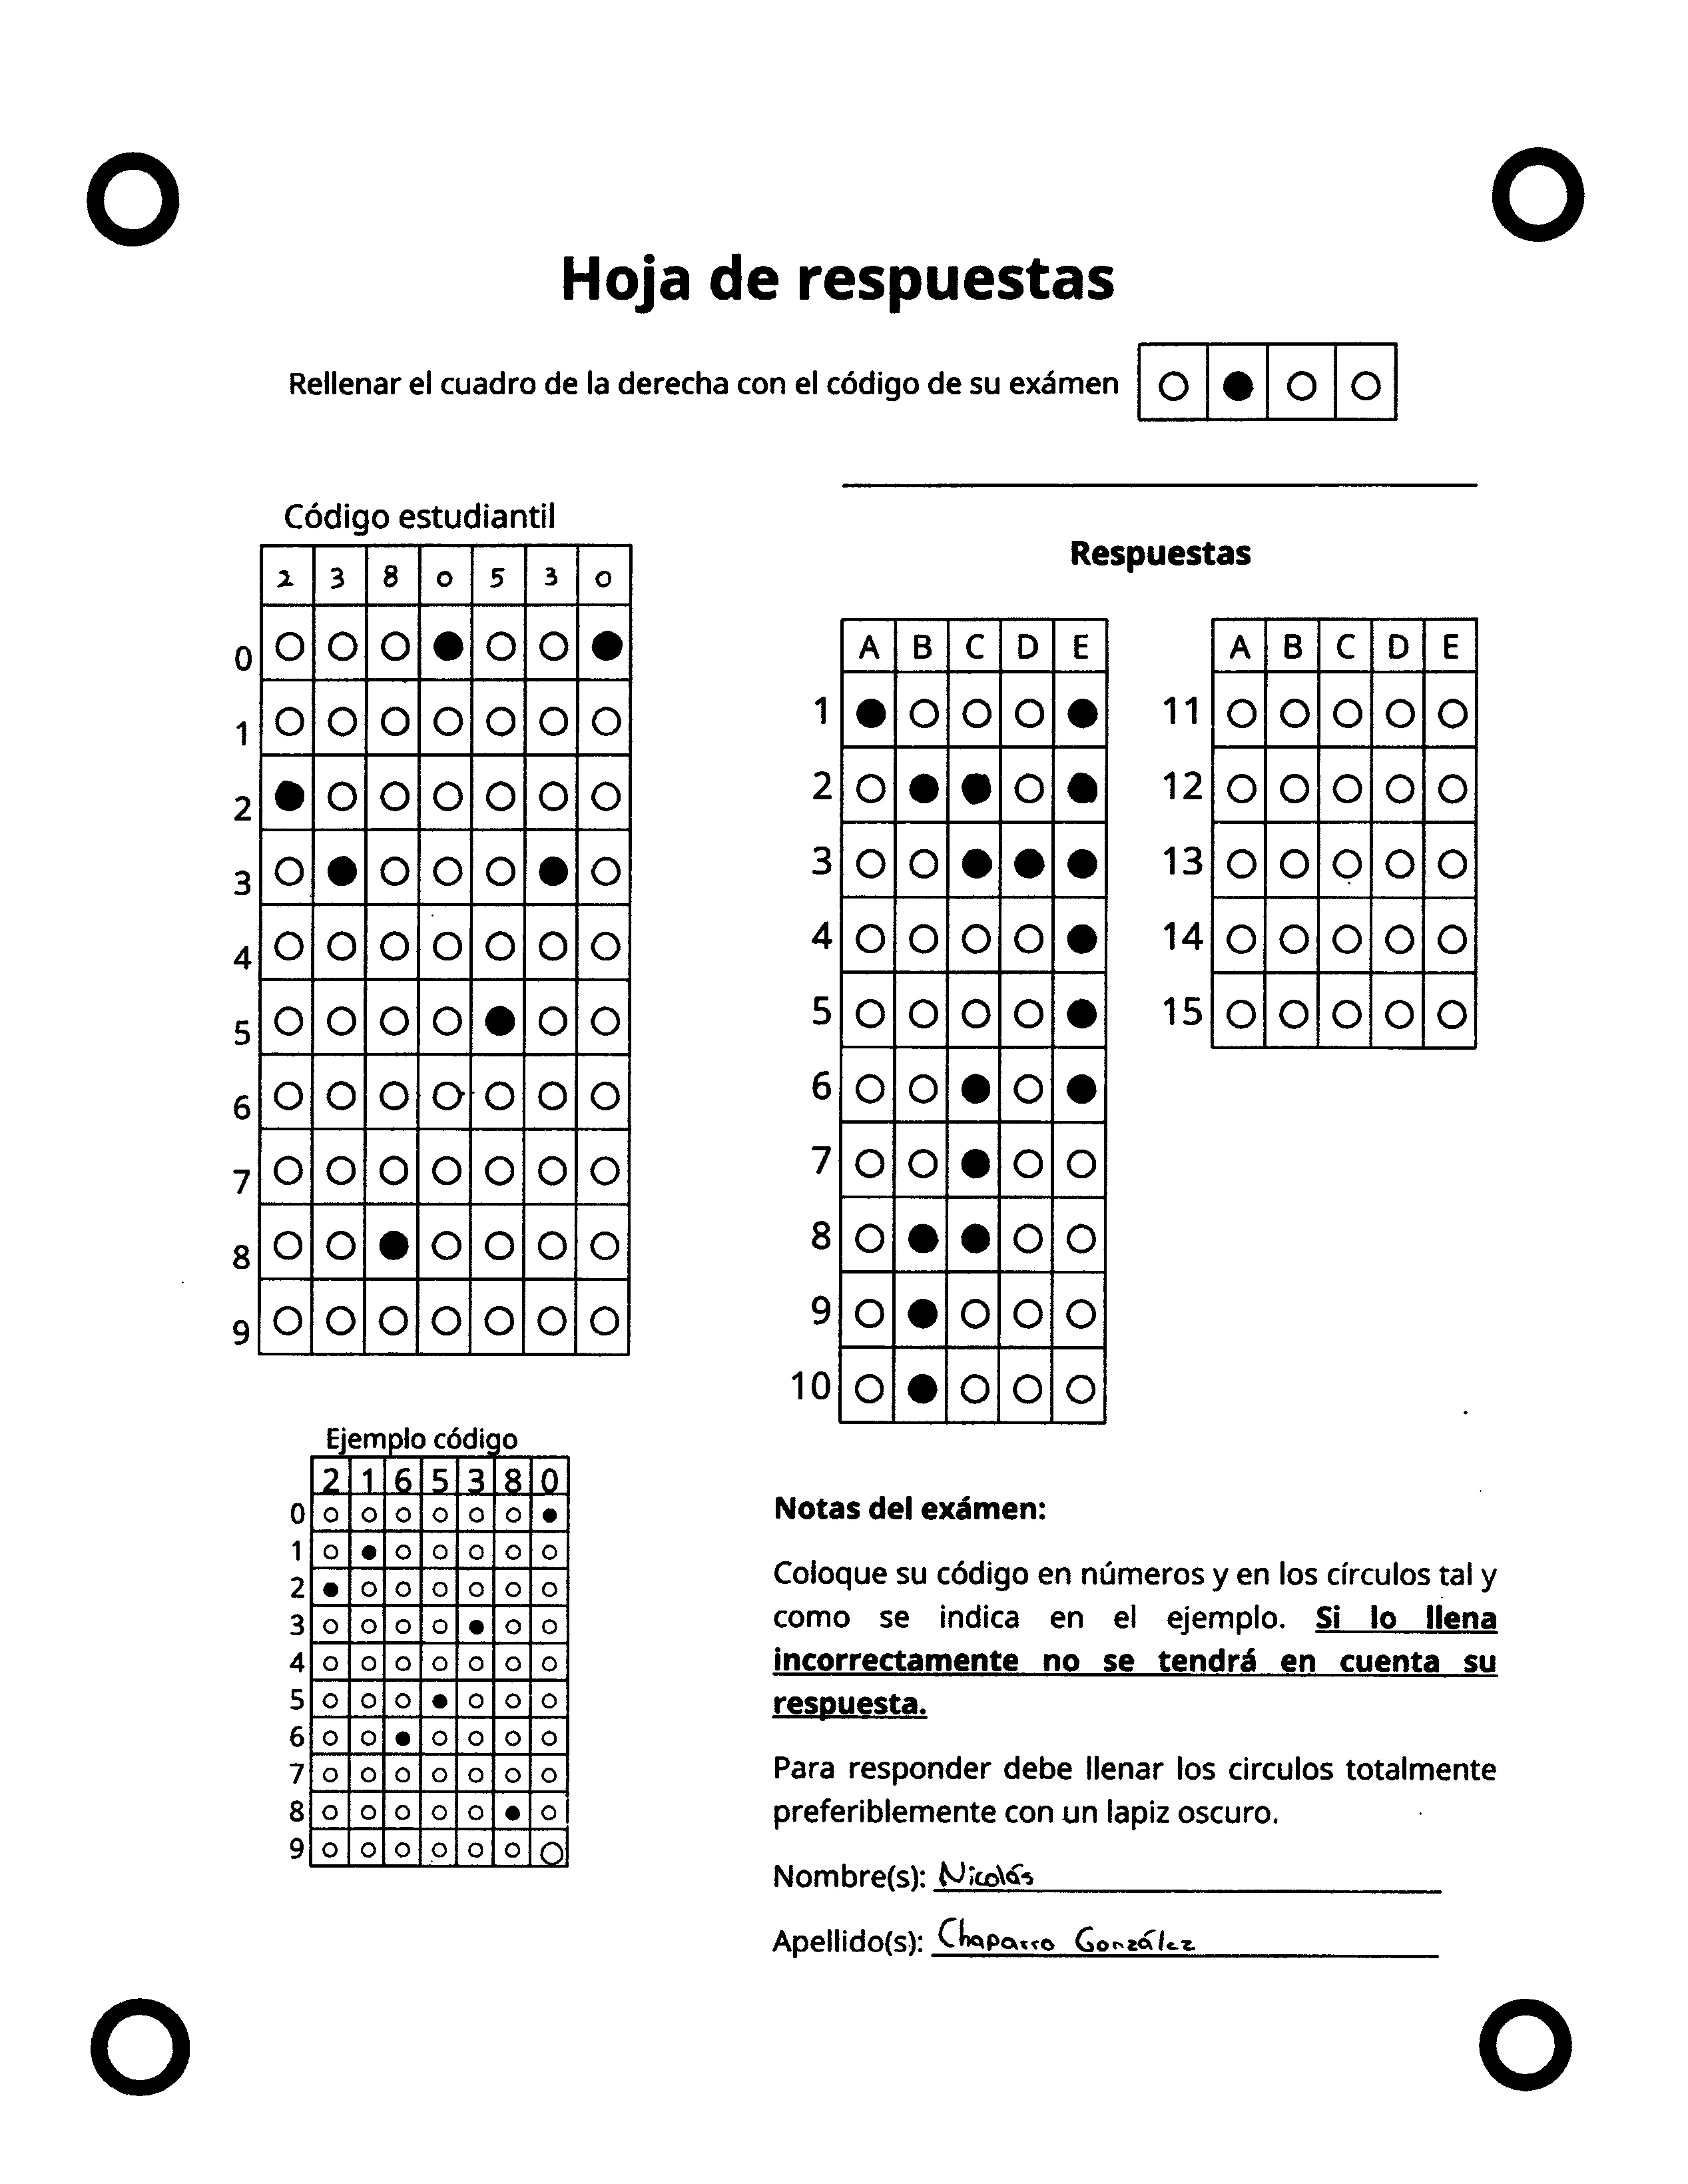 Hoja de respuestas
Rellenar el cuadro de la derecha con el código de su exámen
Código estudiantil
2 3 8 0 5 3 0
0
1
2
3
4
5
6
7
8
9
Respuestas
A B C D E
1
2
3
4
5
6
7
8
9
10
A B C D E
11
12
13
14
15
Ejemplo código
2 1 6 5 3 8 0
0
1
2
3
4
5
6
7
8
9
Notas del exámen:
Coloque su código en números y en los círculos tal y
como se indica en el ejemplo. Si lo llena
incorrectamente no se tendrá en cuenta su
respuesta.
Para responder debe llenar los circulos totalmente
preferiblemente con un lapiz oscuro.
Nombre(s): Nicolás
Apellido(s): Chaparro González